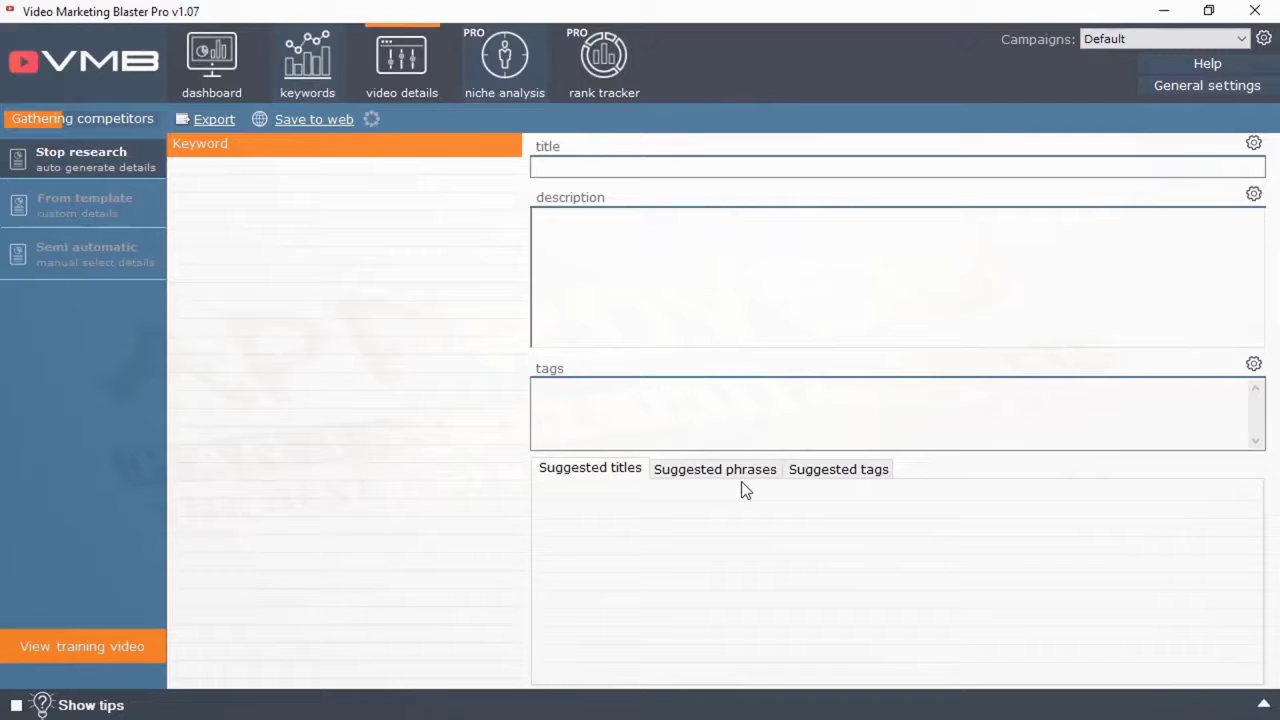 Video Marketing Blaster Pro v1.07
VMB
dashboard
keywords
video details
PRO
niche analysis
PRO
rank tracker
Campaigns:
Default
Help
General settings
Gathering competitors
Export
Save to web
Stop research
auto generate details
From template
custom details
Semi automatic
manual select details
Keyword
title
description
tags
Suggested titles
Suggested phrases
Suggested tags
View training video
Show tips